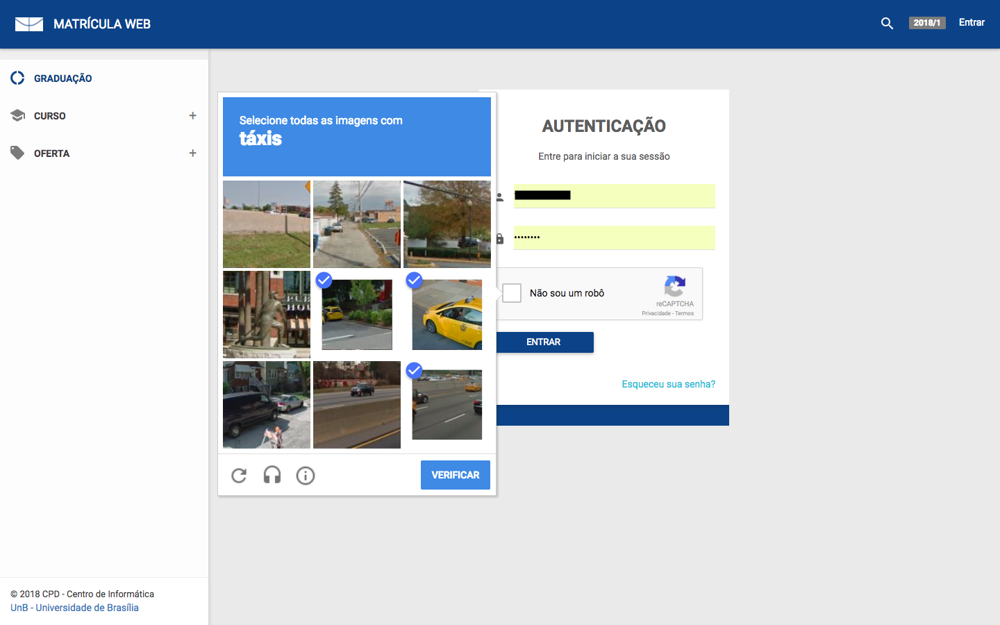 MATRÍCULA WEB
2018/1
Entrar
GRADUAÇÃO
CURSO +
OFERTA +
Selecione todas as imagens com
táxis
VERIFICAR
AUTENTICAÇÃO
Entre para iniciar a sua sessão
••••••••
Não sou um robô
reCAPTCHA
Privacidade - Termos
ENTRAR
Esqueceu sua senha?
© 2018 CPD - Centro de Informática
UnB - Universidade de Brasília